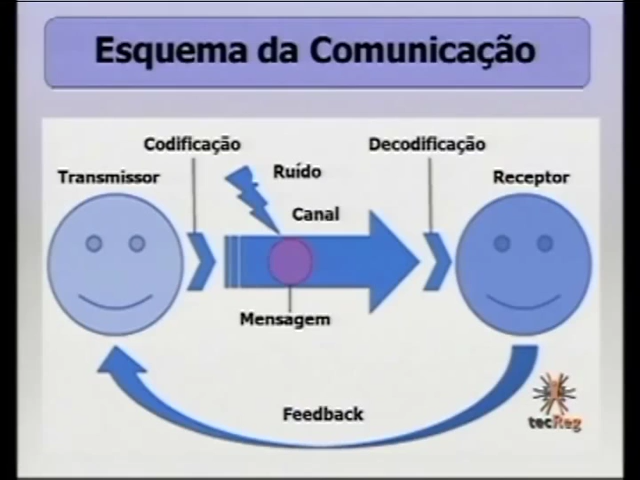 Esquema da Comunicação
Codificação
Decodificação
Transmissor
Ruído
Receptor
Canal
Mensagem
Feedback
tecReg